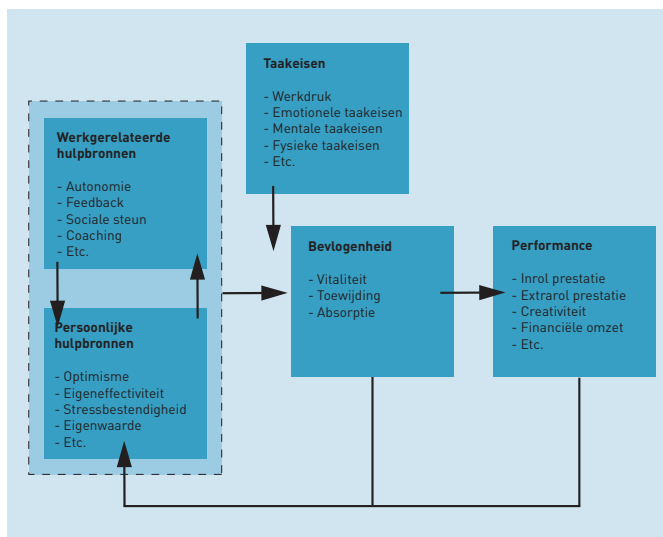 Taakeisen
- Werkdruk
- Emotionele taakeisen
- Mentale taakeisen
- Fysieke taakeisen
- Etc.
Werkgerelateerde
hulpbronnen
- Autonomie
- Feedback
- Sociale steun
- Coaching
- Etc.
Persoonlijke
hulpbronnen
- Optimisme
- Eigeneffectiviteit
- Stressbestendigheid
- Eigenwaarde
- Etc.
Bevlogenheid
- Vitaliteit
- Toewijding
- Absorptie
Performance
- Inrol prestatie
- Extrarol prestatie
- Creativiteit
- Financiële omzet
- Etc.